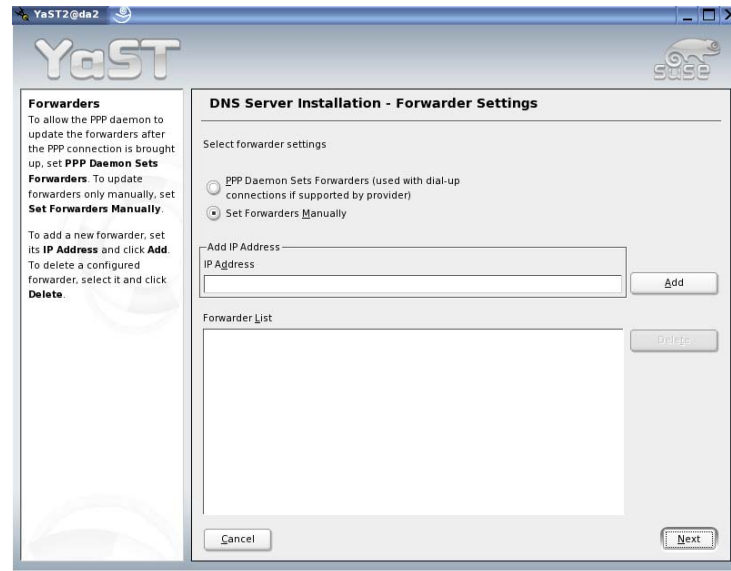 YaST2@da2
YaST
suse
Forwarders
To allow the PPP daemon to
update the forwarders after
the PPP connection is brought
up, set PPP Daemon Sets
Forwarders. To update
forwarders only manually, set
Set Forwarders Manually.
To add a new forwarder, set
its IP Address and click Add.
To delete a configured
forwarder, select it and click
Delete.
DNS Server Installation - Forwarder Settings
Select forwarder settings
PPP Daemon Sets Forwarders (used with dial-up
connections if supported by provider)
Set Forwarders Manually
Add IP Address
IP Address
Add
Forwarder List
Delete
Cancel
Next